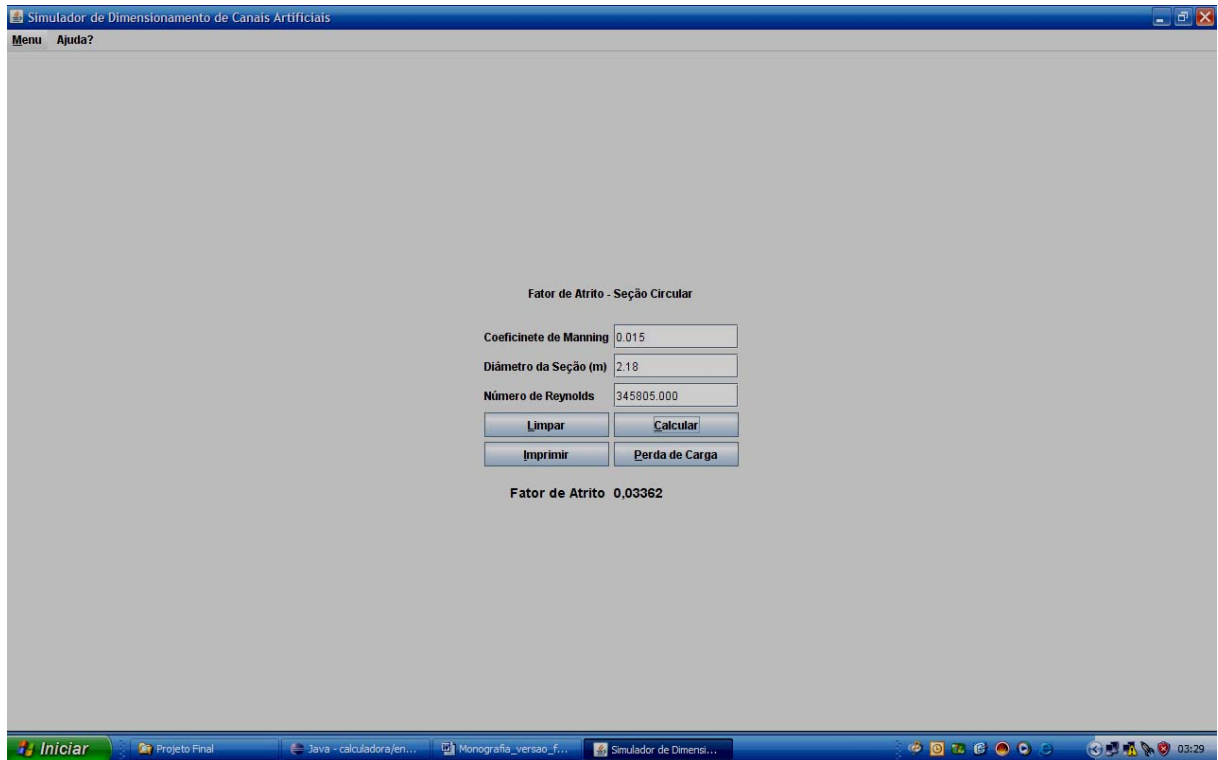 Simulador de Dimensionamento de Canais Artificiais
Menu Ajuda?
Fator de Atrito - Seção Circular
Coeficinete de Manning 0.015
Diâmetro da Seção (m) 2.18
Número de Reynolds 345805.000
Limpar Calcular
Imprimir Perda de Carga
Fator de Atrito 0,03362
Iniciar Projeto Final Java - calculadora/en... Monografia_versao_f... Simulador de Dimensi... 03:29